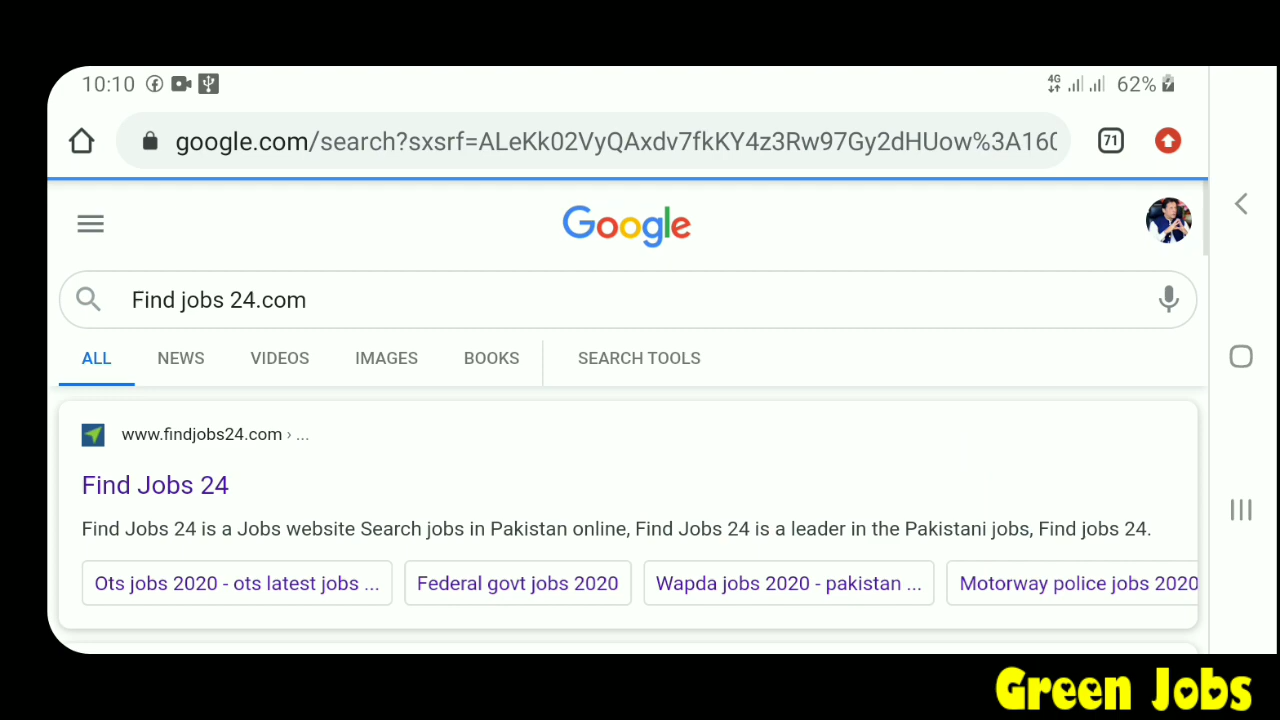 10:10 4G 62%
google.com/search?sxsrf=ALeKk02VyQAxdv7fkKY4z3Rw97Gy2dHUow%3A160
71
Google
Find jobs 24.com
ALL NEWS VIDEOS IMAGES BOOKS SEARCH TOOLS
www.findjobs24.com › ...
Find Jobs 24
Find Jobs 24 is a Jobs website Search jobs in Pakistan online, Find Jobs 24 is a leader in the Pakistani jobs, Find jobs 24.
Ots jobs 2020 - ots latest jobs ... Federal govt jobs 2020 Wapda jobs 2020 - pakistan ... Motorway police jobs 2020
Green Jobs